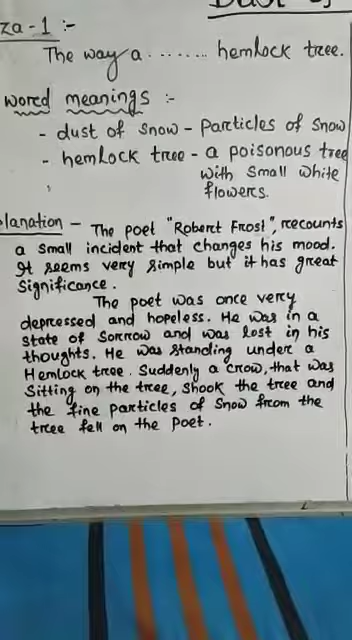 za-1 :-
The way a ........ hemlock tree.
word meanings :-
- dust of snow - Particles of Snow
- hemlock tree - a poisonous tree
with small white
flowers.
lanation - The poet "Robert Frost", recounts
a small incident that changes his mood.
It seems very simple but it has great
significance.
The poet was once very
depressed and hopeless. He was in a
state of Sorrow and was lost in his
thoughts. He was standing under a
Hemlock tree. Suddenly a crow, that was
Sitting on the tree, shook the tree and
the fine particles of Snow from the
tree fell on the Poet.